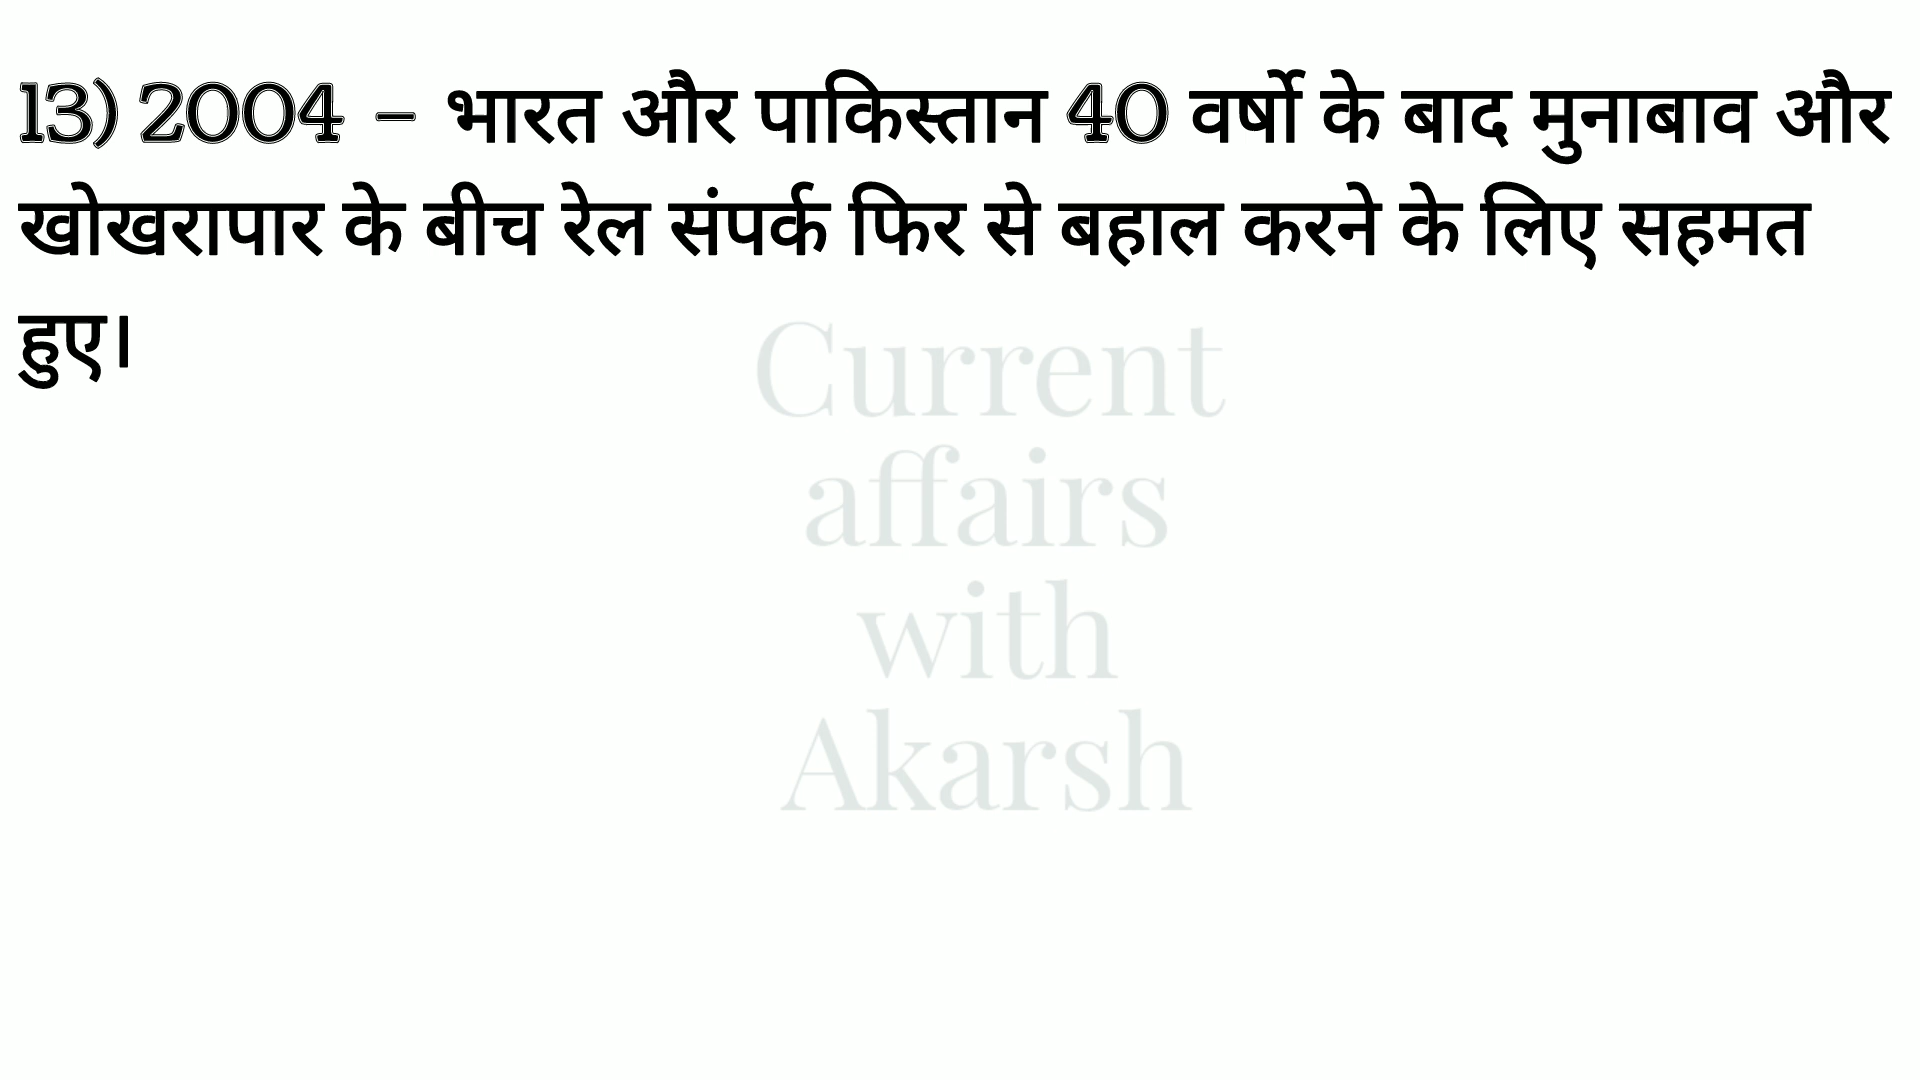 13) 2004 – भारत और पाकिस्तान 40 वर्षो के बाद मुनाबाव और
खोखरापार के बीच रेल संपर्क फिर से बहाल करने के लिए सहमत
हुए।
Current
affairs
with
Akarsh